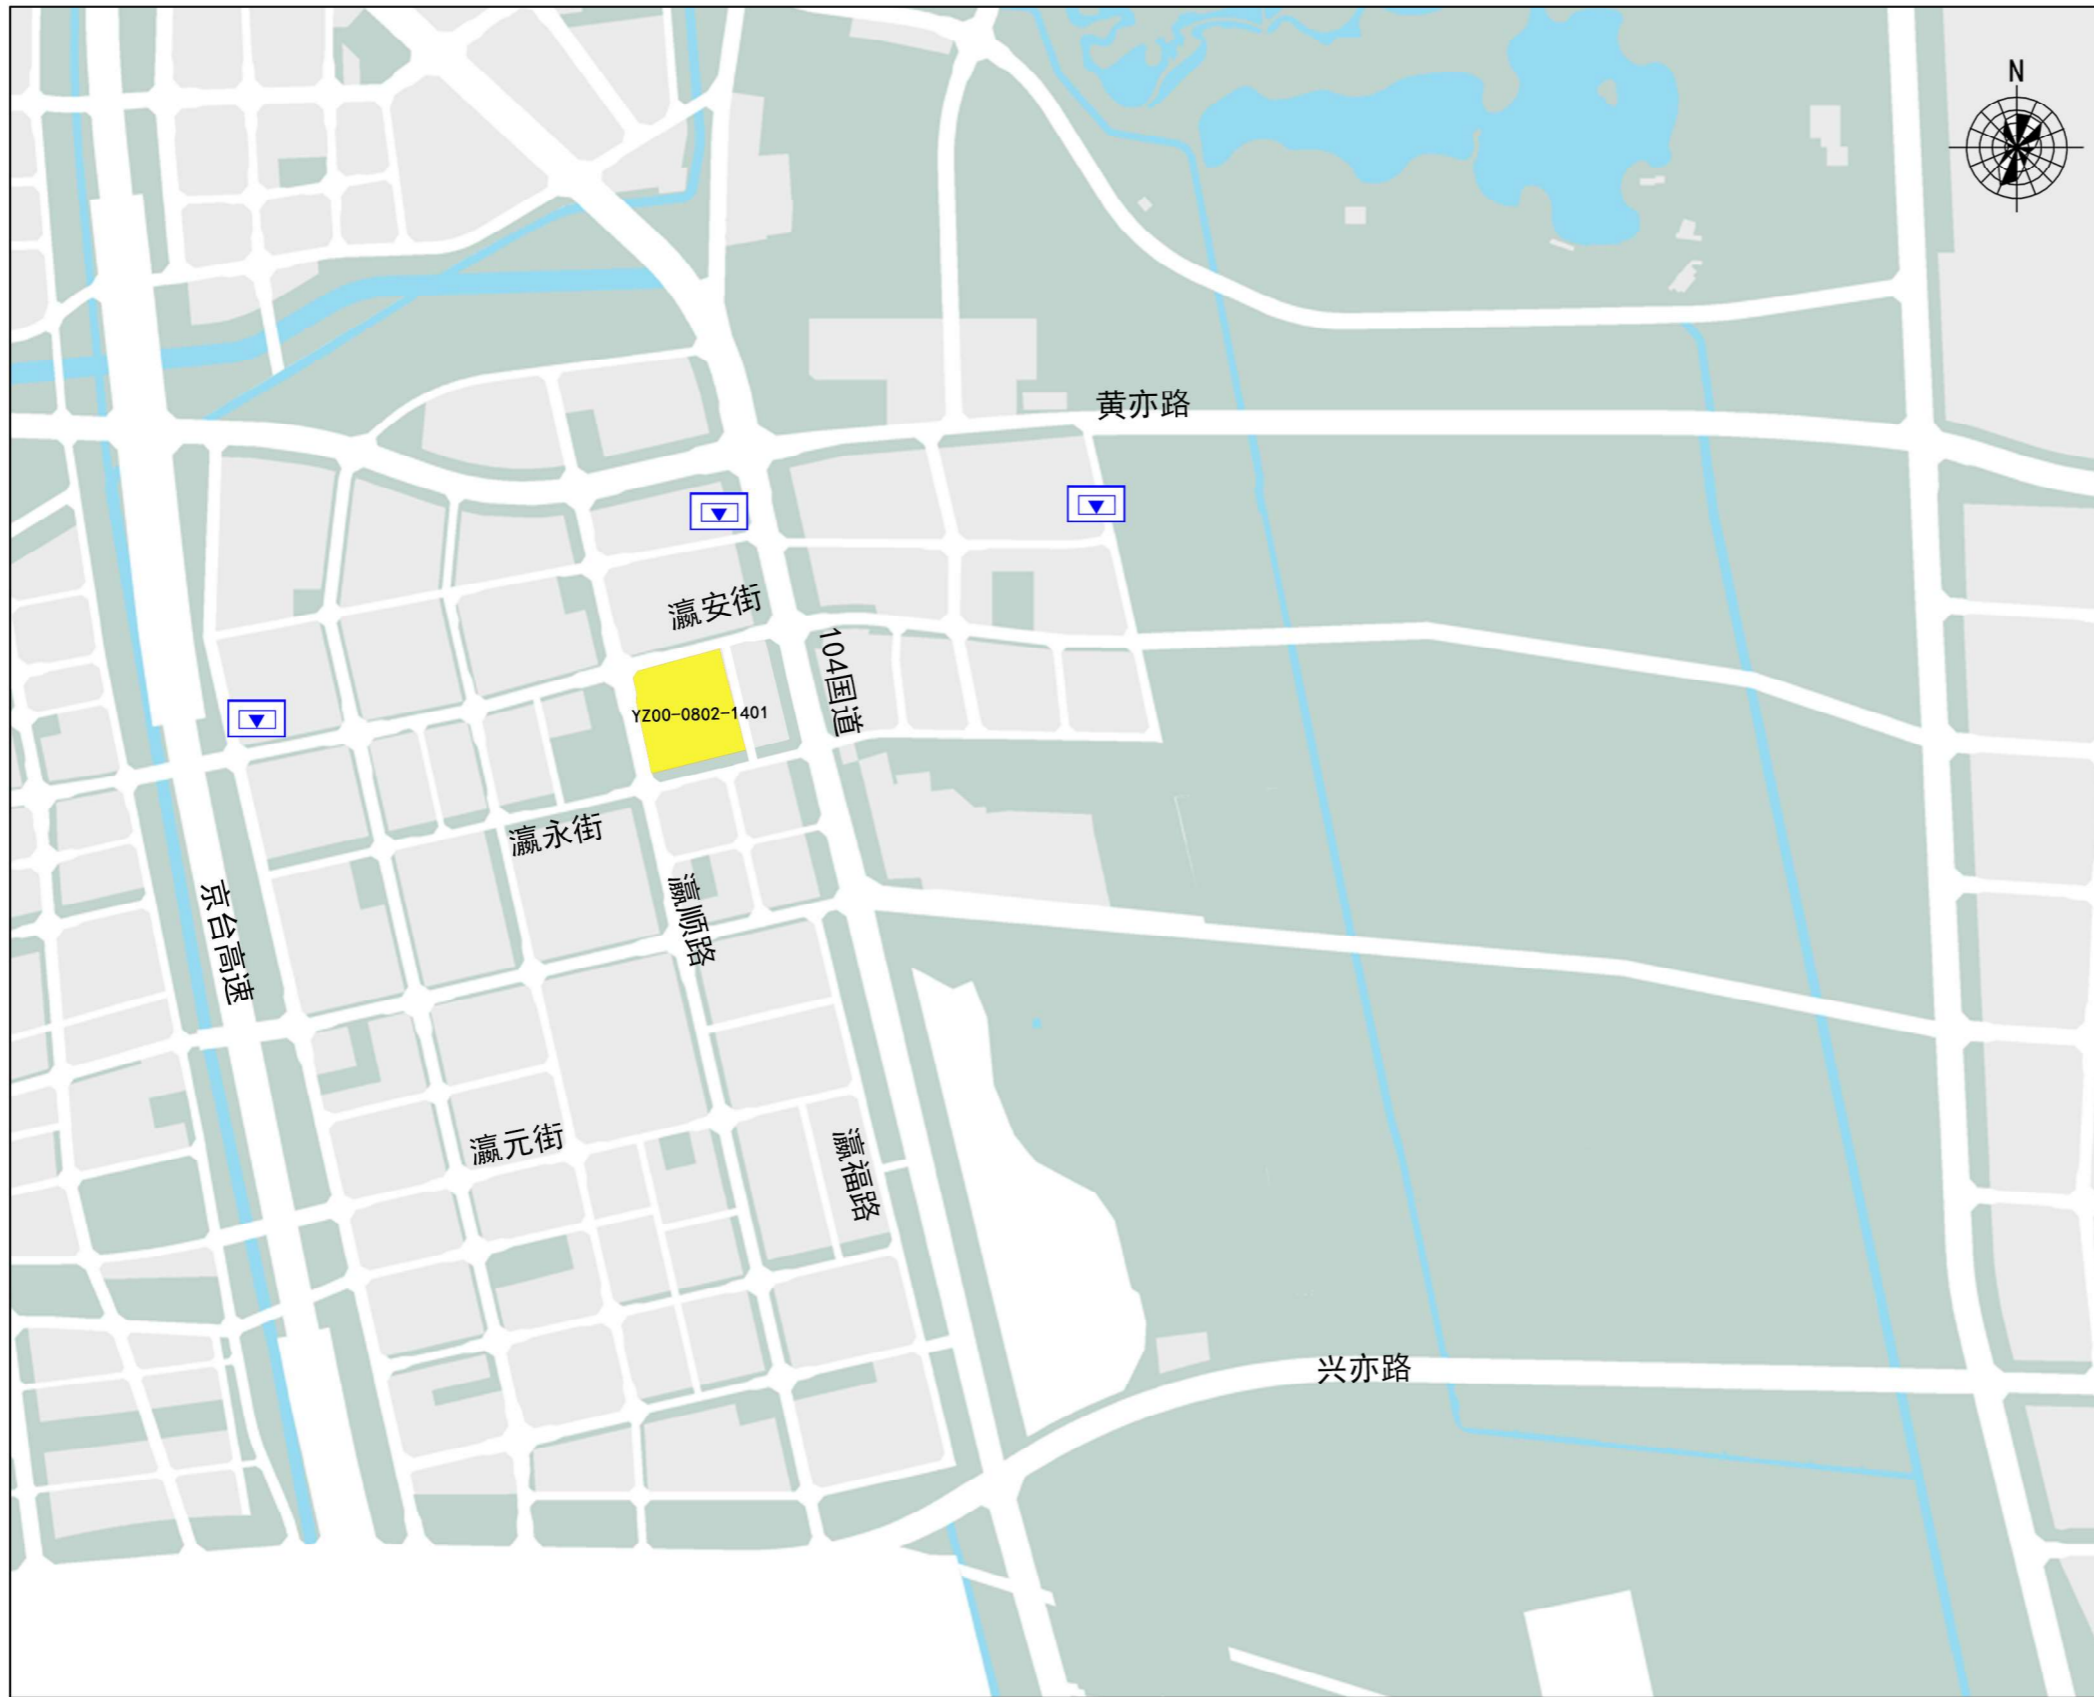 N
黄亦路
瀛安街
104国道
YZ00-0802-1401
瀛永街
瀛顺路
京台高速
瀛元街
瀛福路
兴亦路